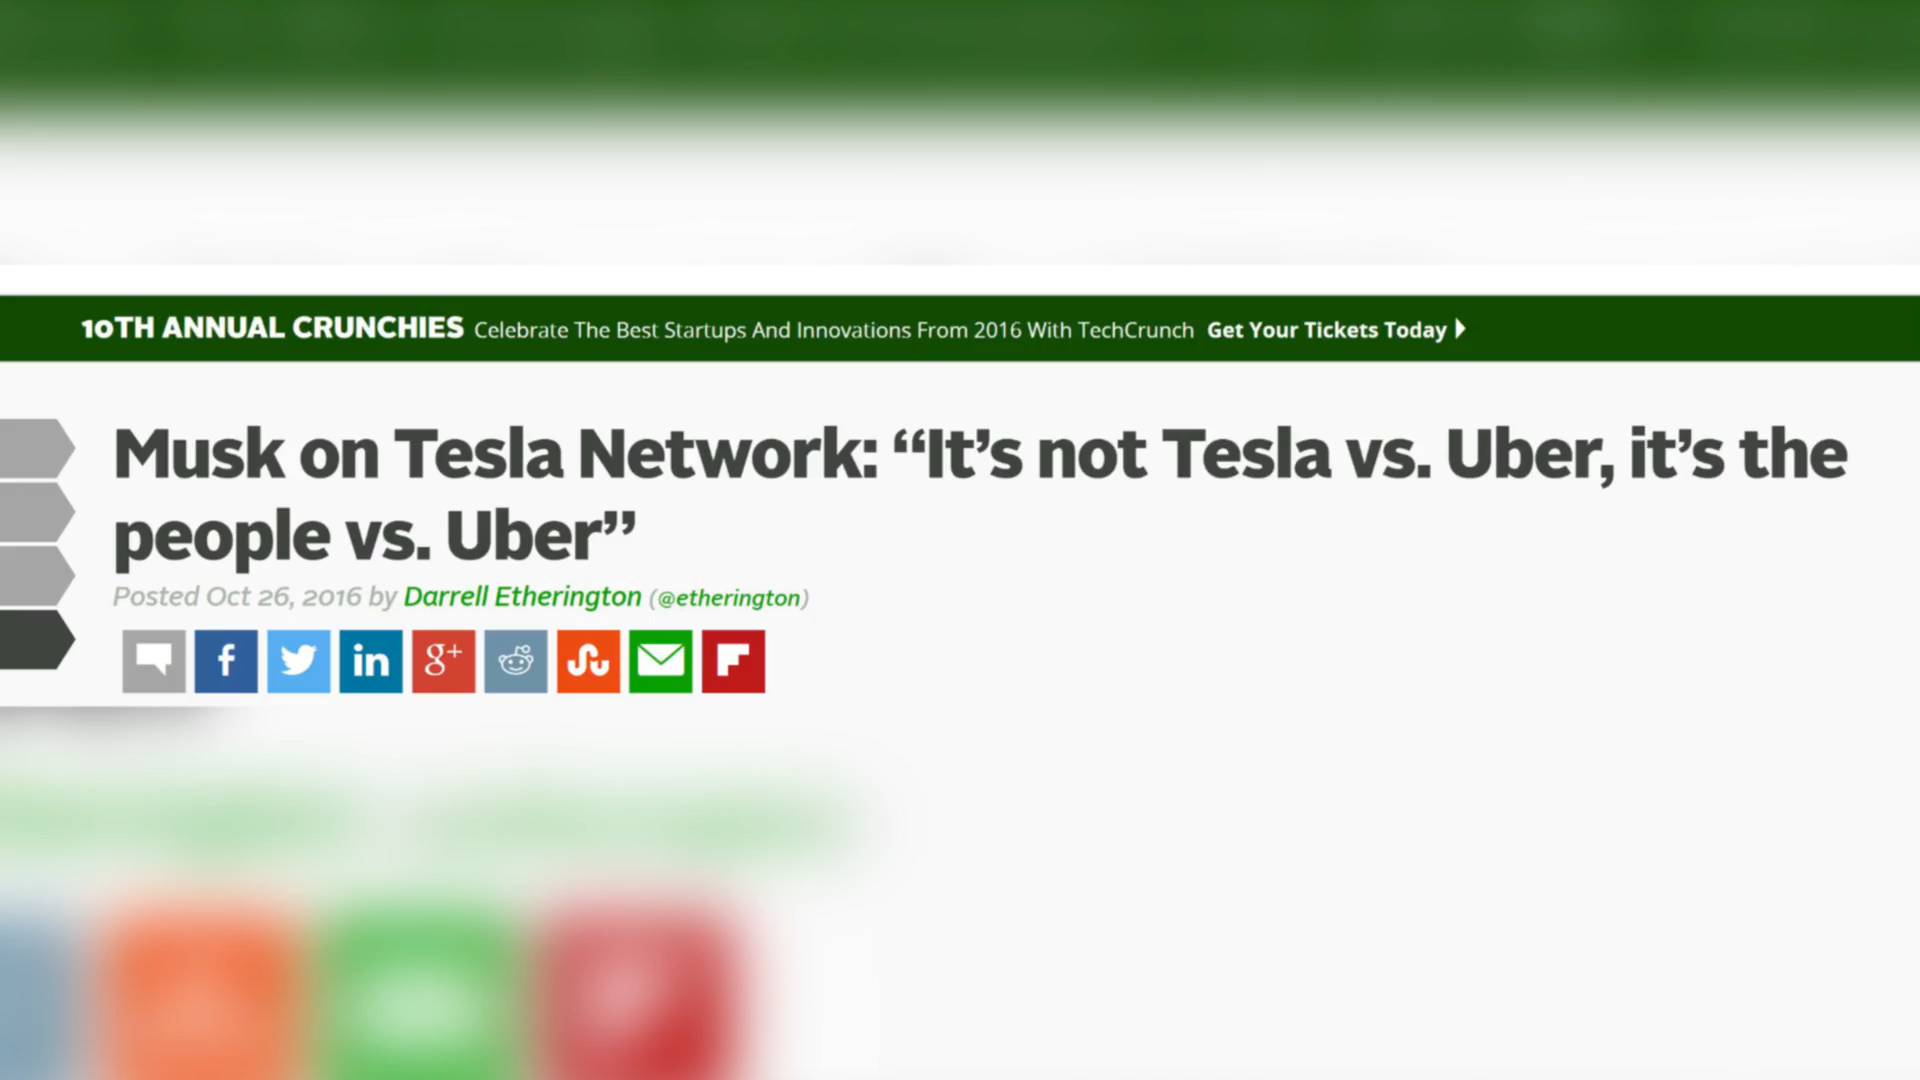 10TH ANNUAL CRUNCHIES Celebrate The Best Startups And Innovations From 2016 With TechCrunch Get Your Tickets Today
Musk on Tesla Network: “It’s not Tesla vs. Uber, it’s the
people vs. Uber”
Posted Oct 26, 2016 by Darrell Etherington (@etherington)
f in g+